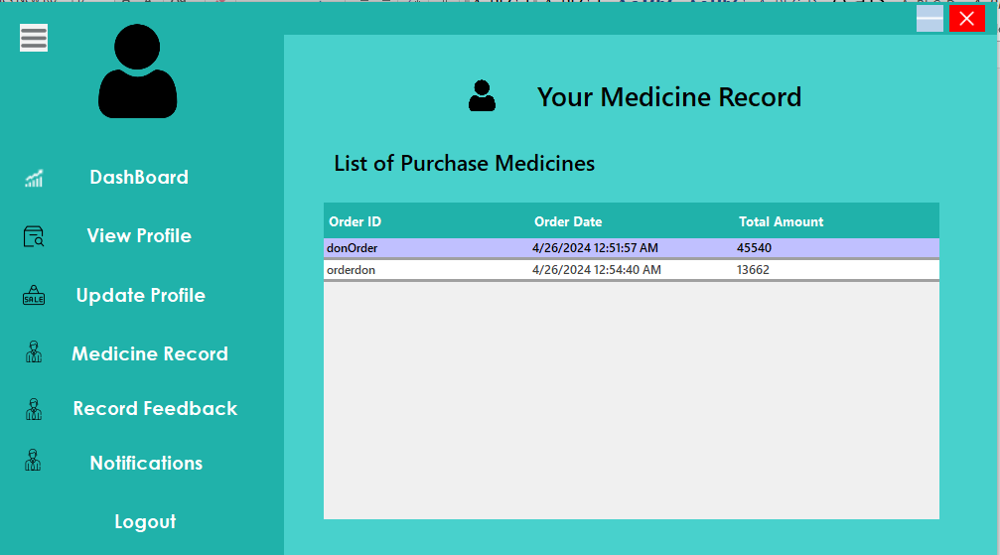 Your Medicine Record
List of Purchase Medicines
DashBoard
View Profile
SALE
Update Profile
Medicine Record
Record Feedback
Notifications
Logout
Order ID Order Date Total Amount
donOrder 4/26/2024 12:51:57 AM 45540
orderdon 4/26/2024 12:54:40 AM 13662